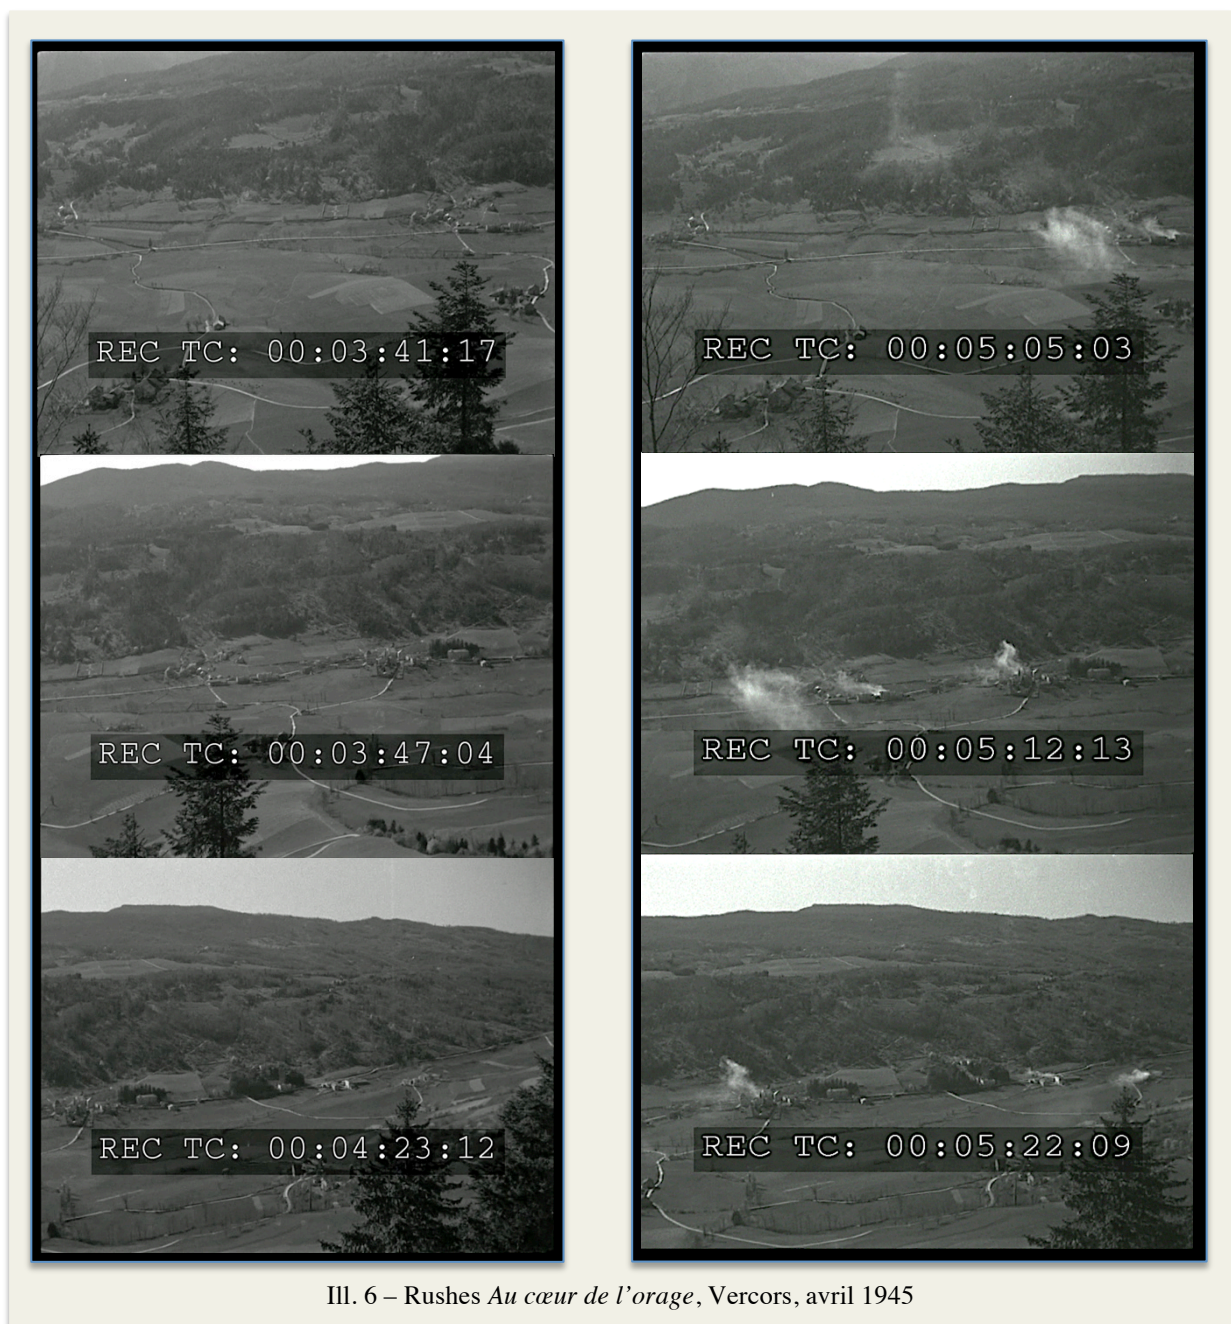 REC TC: 00:03:41:17
REC TC: 00:03:47:04
REC TC: 00:04:23:12
REC TC: 00:05:05:03
REC TC: 00:05:12:13
REC TC: 00:05:22:09
Ill. 6 – Rushes Au cœur de l’orage, Vercors, avril 1945